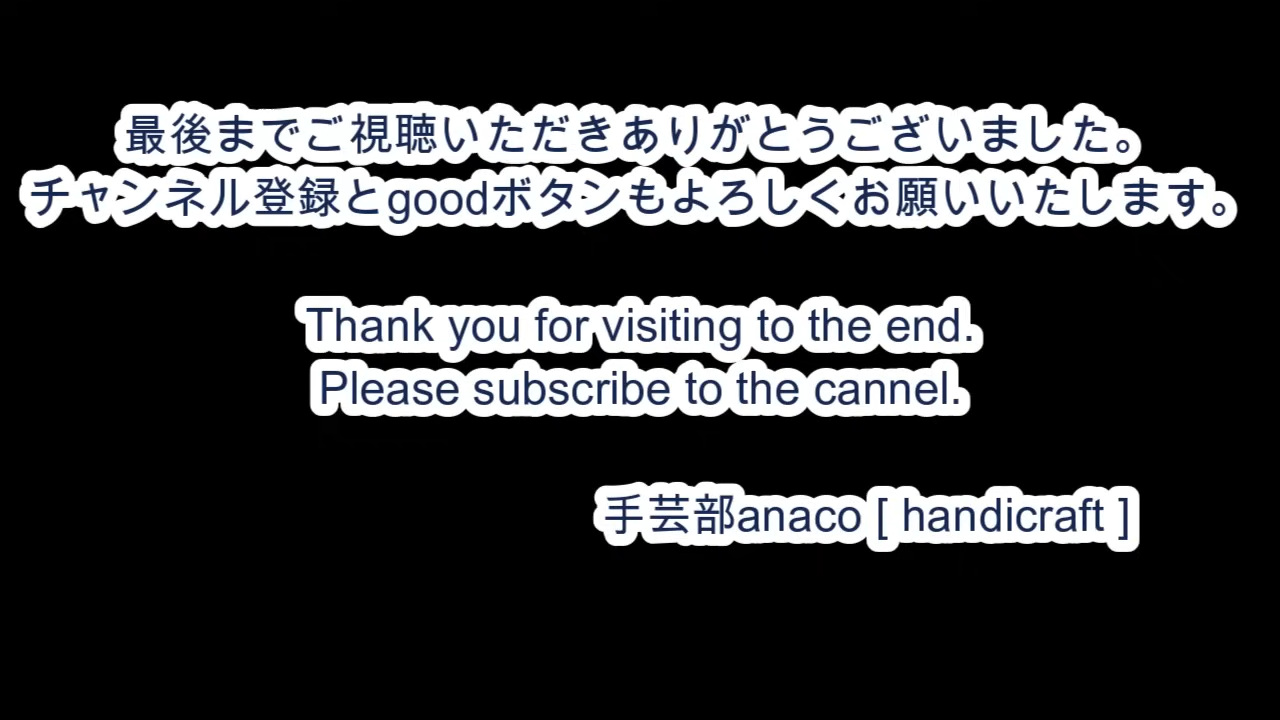 最後までご視聴いただきありがとうございました。
チャンネル登録とgoodボタンもよろしくお願いいたします。
Thank you for visiting to the end.
Please subscribe to the cannel.
手芸部anaco [ handicraft ]